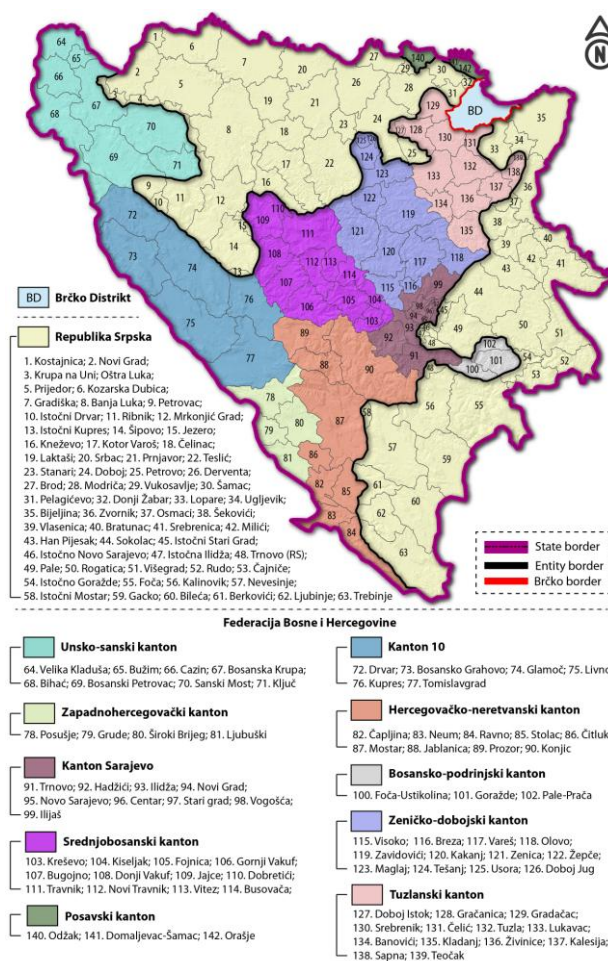 N
BD Brčko Distrikt
Republika Srpska
1. Kostajnica; 2. Novi Grad;
3. Krupa na Uni; Oštra Luka;
5. Prijedor; 6. Kozarska Dubica;
7. Gradiška; 8. Banja Luka; 9. Petrovac;
10. Istočni Drvar; 11. Ribnik; 12. Mrkonjić Grad;
13. Istočni Kupres; 14. Šipovo; 15. Jezero;
16. Kneževo; 17. Kotor Varoš; 18. Čelinac;
19. Laktaši; 20. Srbac; 21. Prnjavor; 22. Teslić;
23. Stanari; 24. Doboj; 25. Petrovo; 26. Derventa;
27. Brod; 28. Modriča; 29. Vukosavlje; 30. Šamac;
31. Pelagićevo; 32. Donji Žabar; 33. Lopare; 34. Ugljevik;
35. Bijeljina; 36. Zvornik; 37. Osmaci; 38. Šekovići;
39. Vlasenica; 40. Bratunac; 41. Srebrenica; 42. Milići;
43. Han Pijesak; 44. Sokolac; 45. Istočni Stari Grad;
46. Istočno Novo Sarajevo; 47. Istočna Ilidža; 48. Trnovo (RS);
49. Pale; 50. Rogatica; 51. Višegrad; 52. Rudo; 53. Čajniče;
54. Istočno Goražde; 55. Foča; 56. Kalinovik; 57. Nevesinje;
58. Istočni Mostar; 59. Gacko; 60. Bileća; 61. Berkovići; 62. Ljubinje; 63. Trebinje
State border
Entity border
Brčko border
Federacija Bosne i Hercegovine
Unsko-sanski kanton
64. Velika Kladuša; 65. Bužim; 66. Cazin; 67. Bosanska Krupa;
68. Bihać; 69. Bosanski Petrovac; 70. Sanski Most; 71. Ključ
Zapadnohercegovački kanton
78. Posušje; 79. Grude; 80. Široki Brijeg; 81. Ljubuški
Kanton Sarajevo
91. Trnovo; 92. Hadžići; 93. Ilidža; 94. Novi Grad;
95. Novo Sarajevo; 96. Centar; 97. Stari grad; 98. Vogošća;
99. Ilijaš
Srednjobosanski kanton
103. Kreševo; 104. Kiseljak; 105. Fojnica; 106. Gornji Vakuf;
107. Bugojno; 108. Donji Vakuf; 109. Jajce; 110. Dobretići;
111. Travnik; 112. Novi Travnik; 113. Vitez; 114. Busovača;
Posavski kanton
140. Odžak; 141. Domaljevac-Šamac; 142. Orašje
Kanton 10
72. Drvar; 73. Bosansko Grahovo; 74. Glamoč; 75. Livno
76. Kupres; 77. Tomislavgrad
Hercegovačko-neretvanski kanton
82. Čapljina; 83. Neum; 84. Ravno; 85. Stolac; 86. Čitluk
87. Mostar; 88. Jablanica; 89. Prozor; 90. Konjic
Bosansko-podrinjski kanton
100. Foča-Ustikolina; 101. Goražde; 102. Pale-Prača
Zeničko-dobojski kanton
115. Visoko; 116. Breza; 117. Vareš; 118. Olovo;
119. Zavidovići; 120. Kakanj; 121. Zenica; 122. Žepče;
123. Maglaj; 124. Tešanj; 125. Usora; 126. Doboj Jug
Tuzlanski kanton
127. Doboj Istok; 128. Gračanica; 129. Gradačac;
130. Srebrenik; 131. Čelić; 132. Tuzla; 133. Lukavac;
134. Banovići; 135. Kladanj; 136. Živinice; 137. Kalesija;
138. Sapna; 139. Teočak